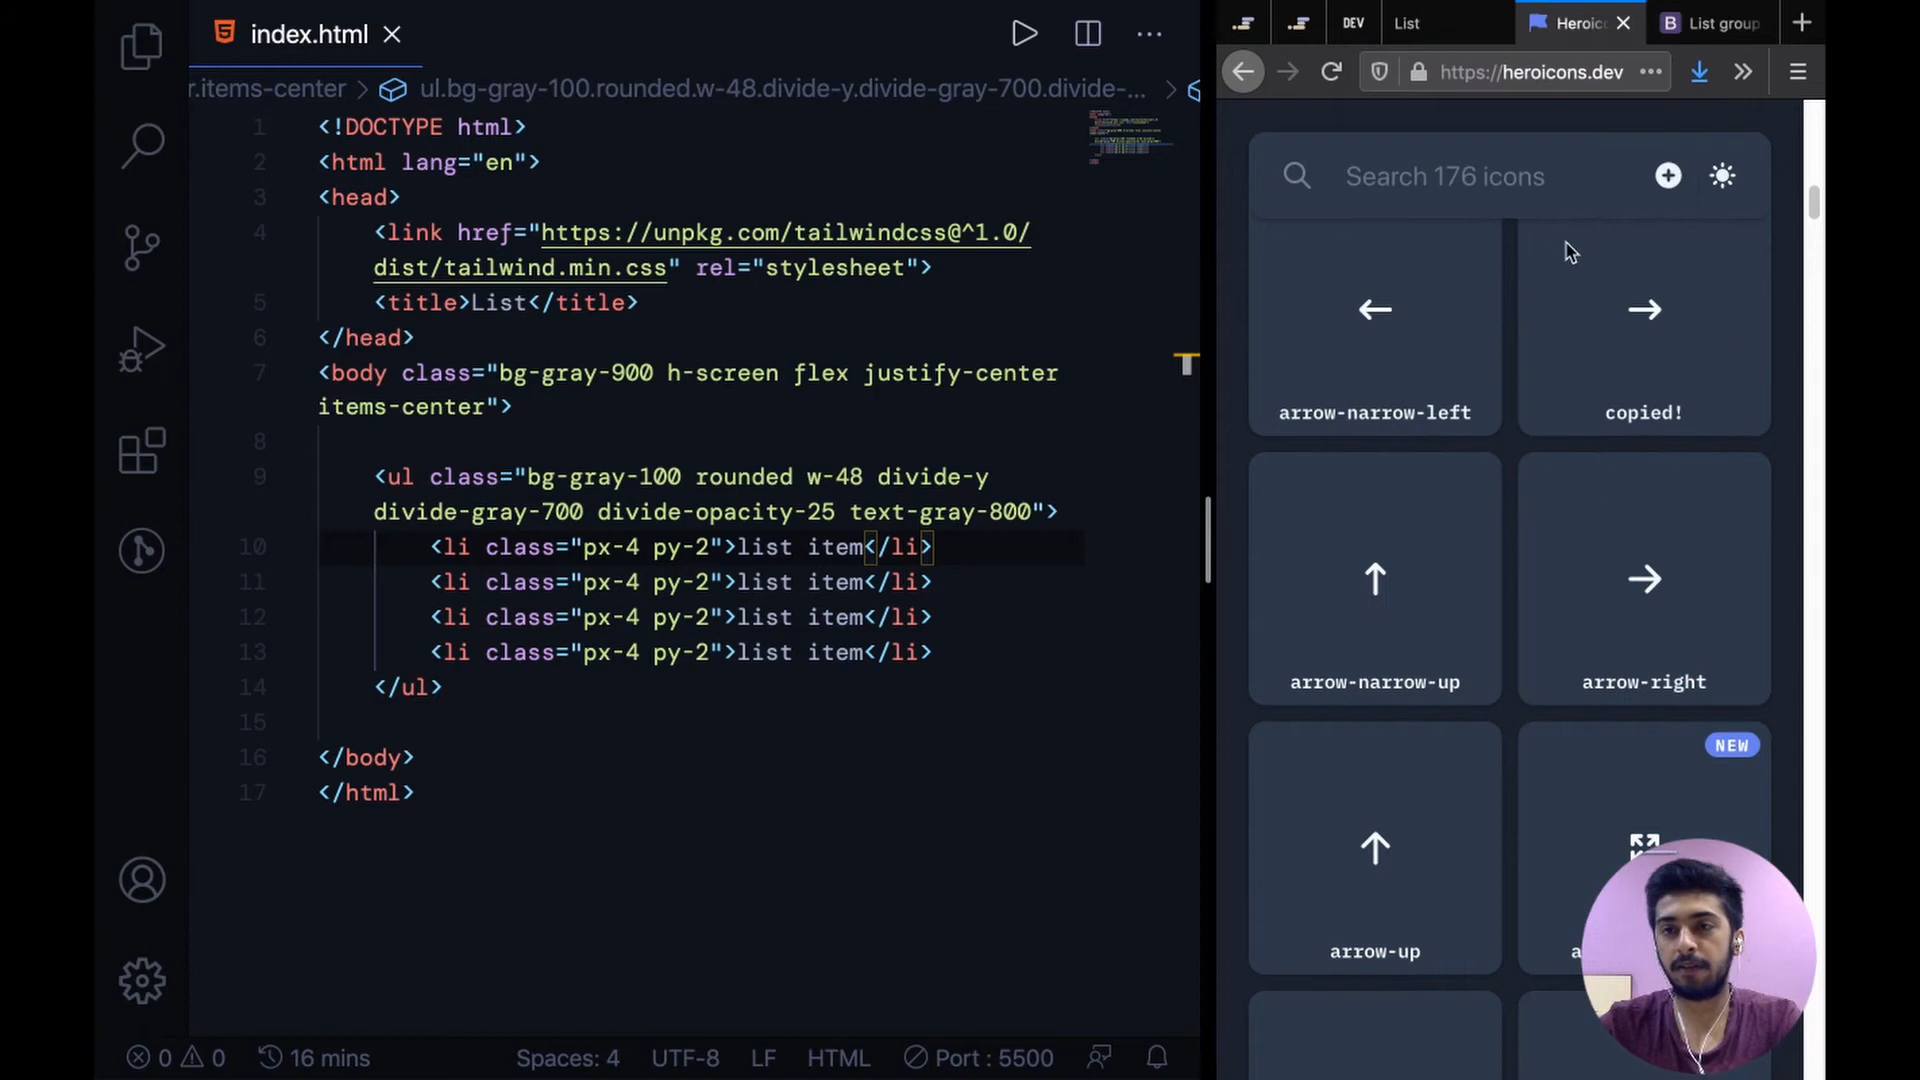 index.html
DEV
List
Heroic
B
List group
https://heroicons.dev
r.items-center > ul.bg-gray-100.rounded.w-48.divide-y.divide-gray-700.divide-... >
1 <!DOCTYPE html>
2 <html lang="en">
3 <head>
4 <link href="https://unpkg.com/tailwindcss@^1.0/
dist/tailwind.min.css" rel="stylesheet">
5 <title>List</title>
6 </head>
7 <body class="bg-gray-900 h-screen flex justify-center
items-center">
8
9 <ul class="bg-gray-100 rounded w-48 divide-y
divide-gray-700 divide-opacity-25 text-gray-800">
10 <li class="px-4 py-2">list item</li>
11 <li class="px-4 py-2">list item</li>
12 <li class="px-4 py-2">list item</li>
13 <li class="px-4 py-2">list item</li>
14 </ul>
15
16 </body>
17 </html>
Search 176 icons
arrow-narrow-left
copied!
arrow-narrow-up
arrow-right
NEW
arrow-up
0 0 16 mins Spaces: 4 UTF-8 LF HTML Port : 5500